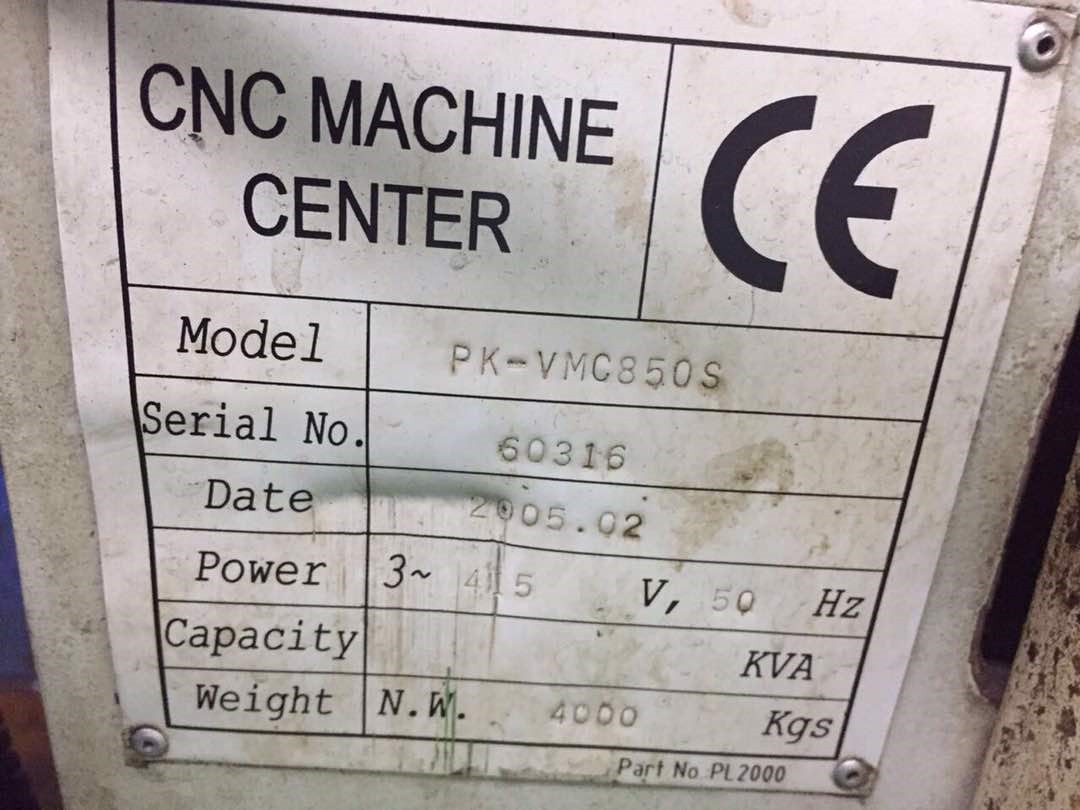 CNC MACHINE
CENTER
CE
Model PK-VMC850S
Serial No. 60316
Date 2005.02
Power 3~ 415 V, 50 Hz
Capacity KVA
Weight N.W. 4000 Kgs
Part No PL2000